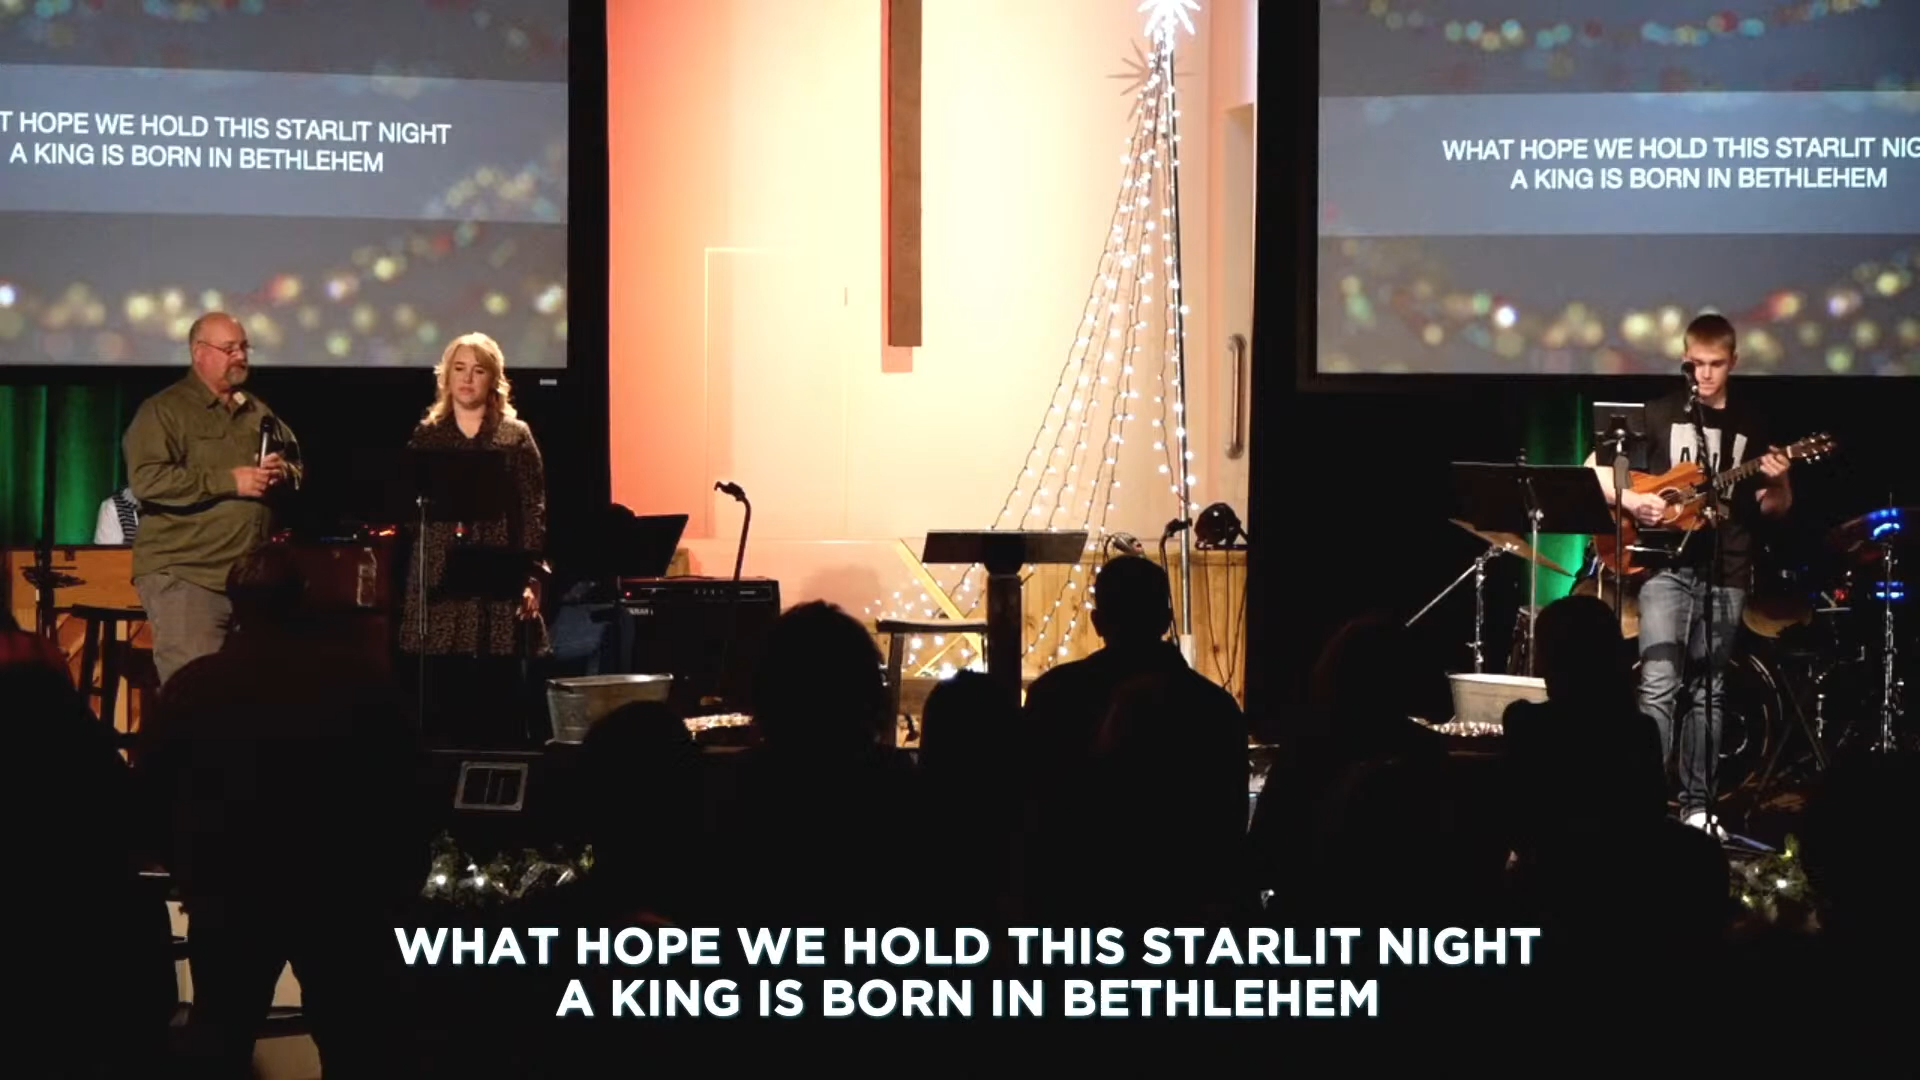 T HOPE WE HOLD THIS STARLIT NIGHT
A KING IS BORN IN BETHLEHEM
WHAT HOPE WE HOLD THIS STARLIT NIG
A KING IS BORN IN BETHLEHEM
WHAT HOPE WE HOLD THIS STARLIT NIGHT
A KING IS BORN IN BETHLEHEM